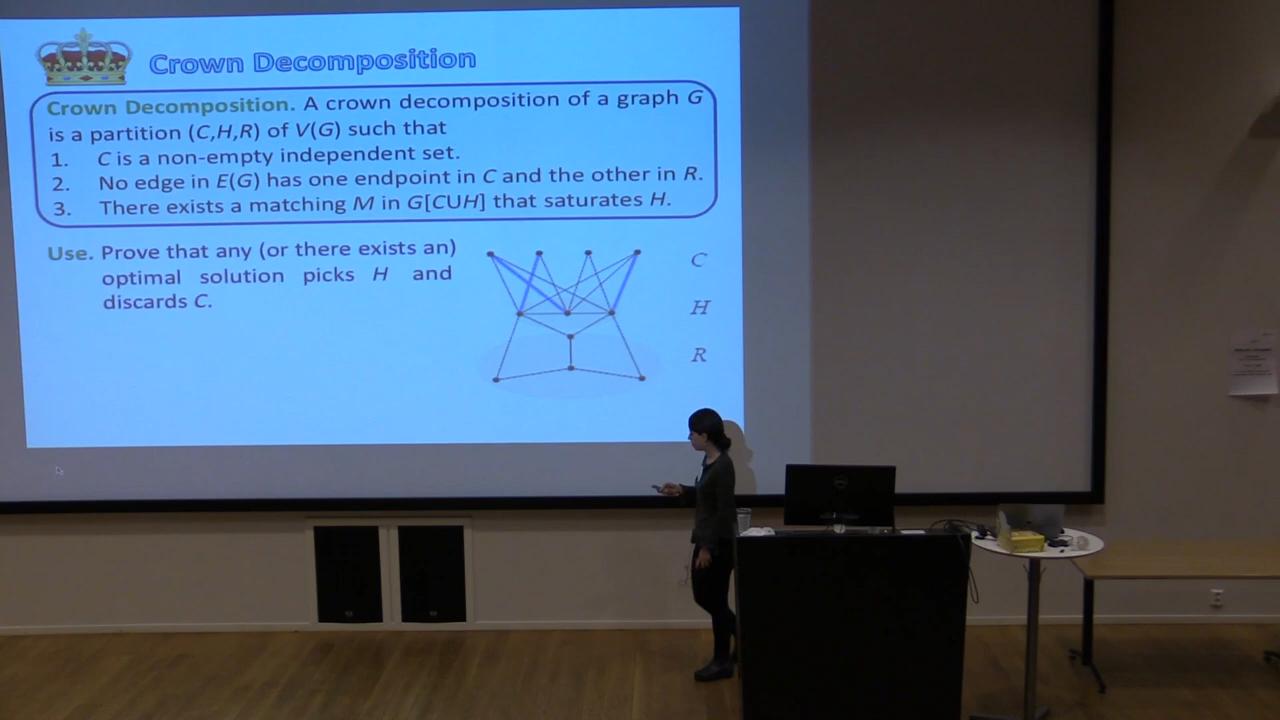 Crown Decomposition
Crown Decomposition. A crown decomposition of a graph G
is a partition (C,H,R) of V(G) such that
1. C is a non-empty independent set.
2. No edge in E(G) has one endpoint in C and the other in R.
3. There exists a matching M in G[CUH] that saturates H.
Use. Prove that any (or there exists an)
optimal solution picks H and
discards C.
C
H
R